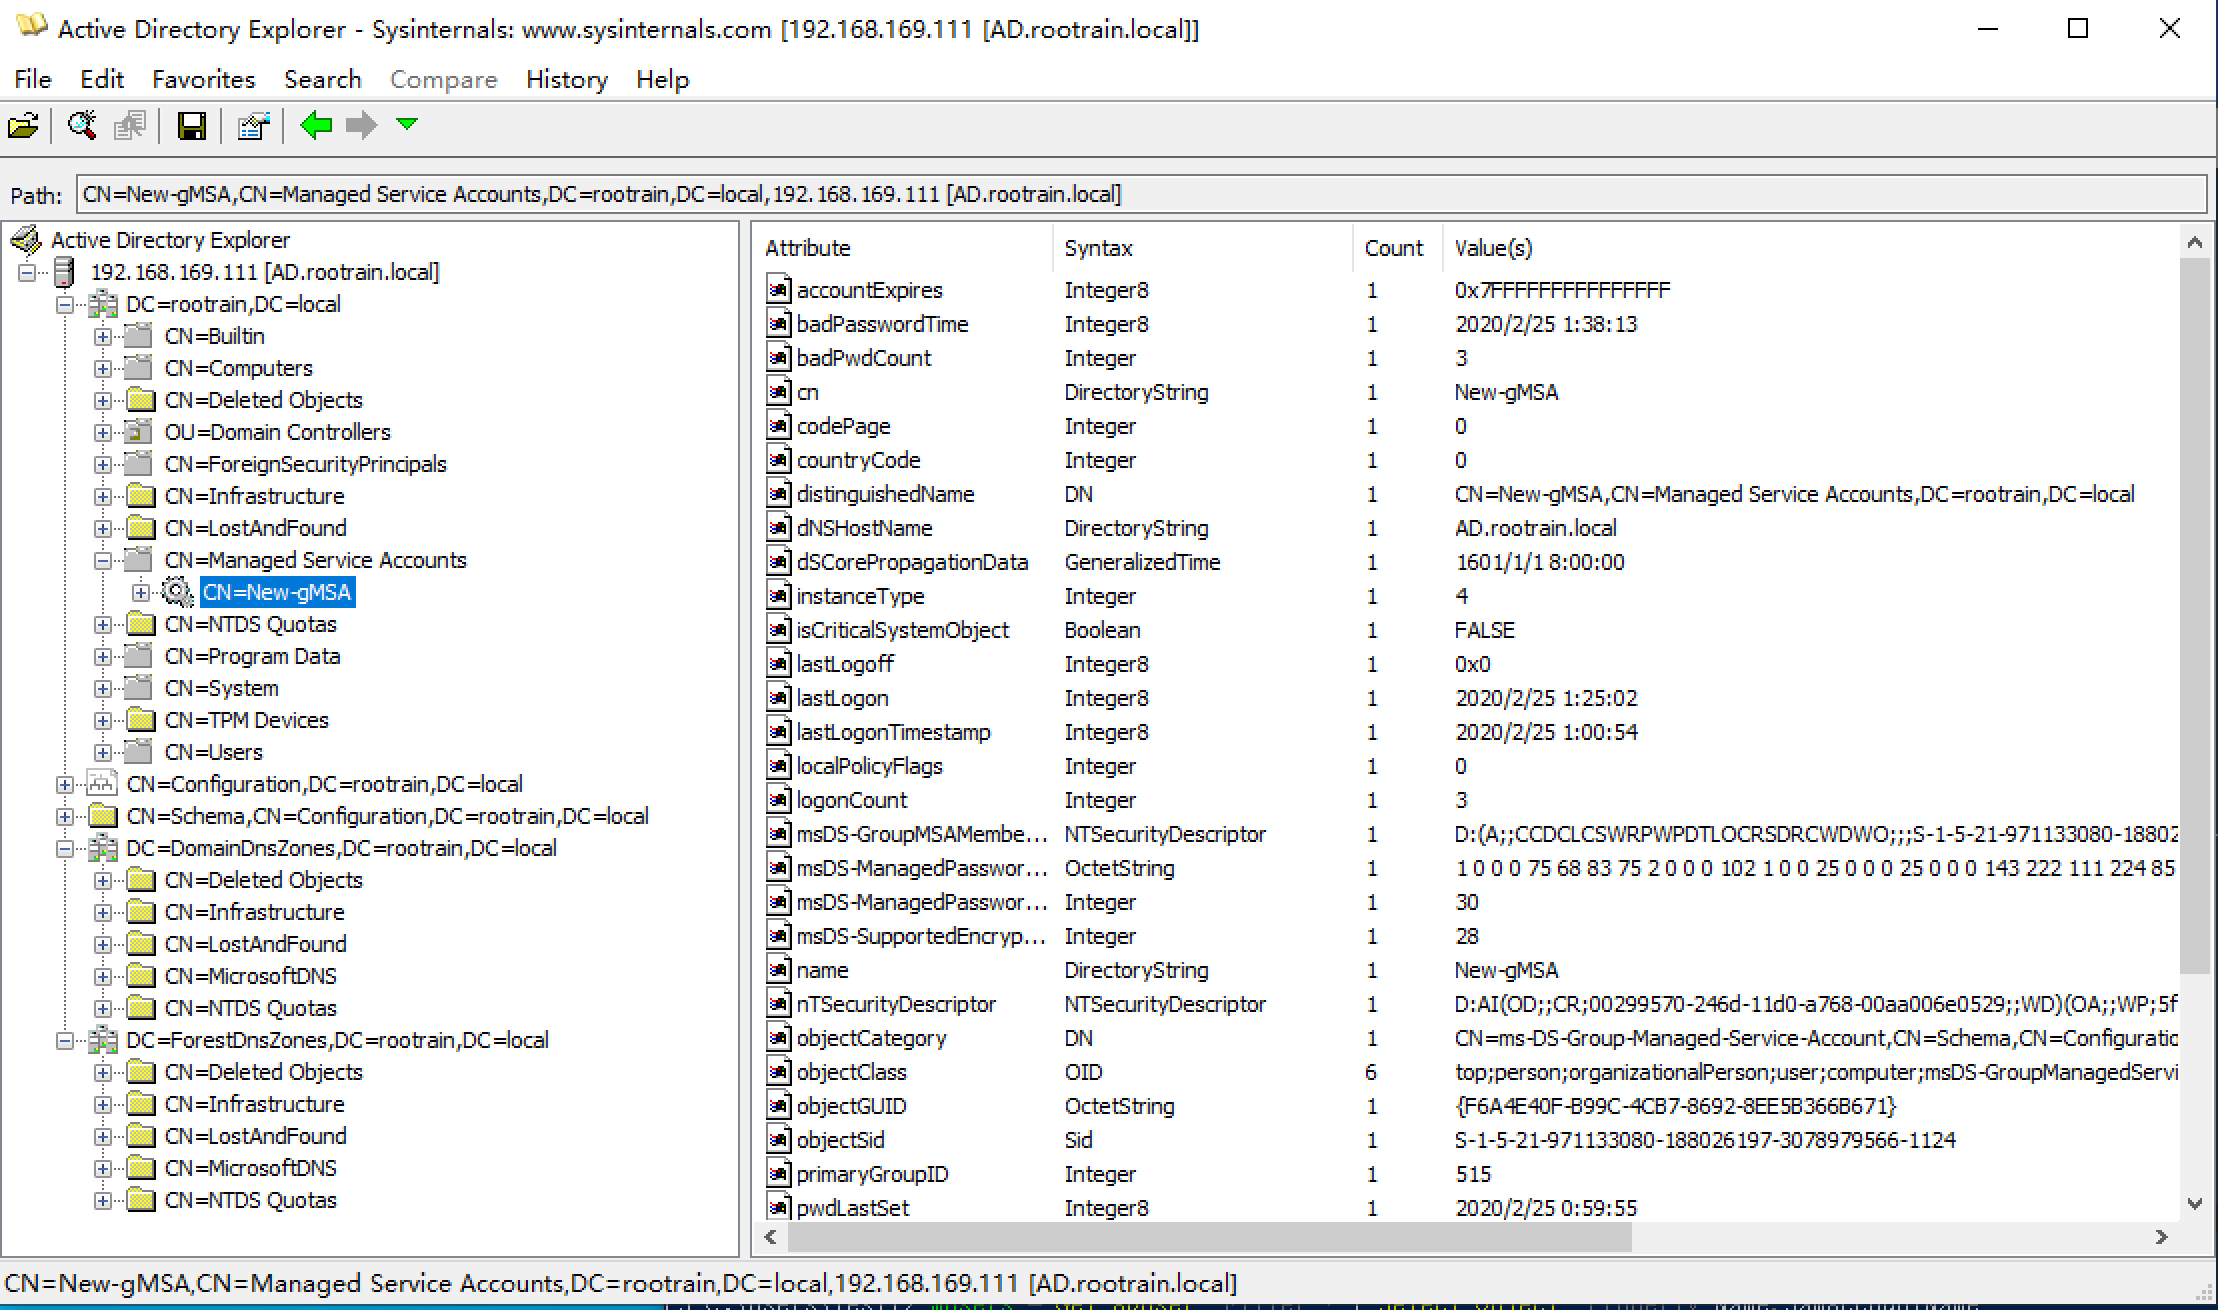 Active Directory Explorer - Sysinternals: www.sysinternals.com [192.168.169.111 [AD.rootrain.local]]
File Edit Favorites Search Compare History Help
Path: CN=New-gMSA,CN=Managed Service Accounts,DC=rootrain,DC=local,192.168.169.111 [AD.rootrain.local]
Active Directory Explorer
192.168.169.111 [AD.rootrain.local]
DC=rootrain,DC=local
CN=Builtin
CN=Computers
CN=Deleted Objects
OU=Domain Controllers
CN=ForeignSecurityPrincipals
CN=Infrastructure
CN=LostAndFound
CN=Managed Service Accounts
CN=New-gMSA
CN=NTDS Quotas
CN=Program Data
CN=System
CN=TPM Devices
CN=Users
CN=Configuration,DC=rootrain,DC=local
CN=Schema,CN=Configuration,DC=rootrain,DC=local
DC=DomainDnsZones,DC=rootrain,DC=local
CN=Deleted Objects
CN=Infrastructure
CN=LostAndFound
CN=MicrosoftDNS
CN=NTDS Quotas
DC=ForestDnsZones,DC=rootrain,DC=local
CN=Deleted Objects
CN=Infrastructure
CN=LostAndFound
CN=MicrosoftDNS
CN=NTDS Quotas
Attribute Syntax Count Value(s)
accountExpires Integer8 1 0x7FFFFFFFFFFFFFFF
badPasswordTime Integer8 1 2020/2/25 1:38:13
badPwdCount Integer 1 3
cn DirectoryString 1 New-gMSA
codePage Integer 1 0
countryCode Integer 1 0
distinguishedName DN 1 CN=New-gMSA,CN=Managed Service Accounts,DC=rootrain,DC=local
dNSHostName DirectoryString 1 AD.rootrain.local
dSCorePropagationData GeneralizedTime 1 1601/1/1 8:00:00
instanceType Integer 1 4
isCriticalSystemObject Boolean 1 FALSE
lastLogoff Integer8 1 0x0
lastLogon Integer8 1 2020/2/25 1:25:02
lastLogonTimestamp Integer8 1 2020/2/25 1:00:54
localPolicyFlags Integer 1 0
logonCount Integer 1 3
msDS-GroupMSAMembe... NTSecurityDescriptor 1 D:(A;;CCDCLCSWRPWPDTLOCRSDRCWDWO;;;S-1-5-21-971133080-18802
msDS-ManagedPasswor... OctetString 1 1 0 0 0 75 68 83 75 2 0 0 0 102 1 0 0 25 0 0 0 25 0 0 0 143 222 111 224 85
msDS-ManagedPasswor... Integer 1 30
msDS-SupportedEncryp... Integer 1 28
name DirectoryString 1 New-gMSA
nTSecurityDescriptor NTSecurityDescriptor 1 D:AI(OD;;CR;00299570-246d-11d0-a768-00aa006e0529;;WD)(OA;;WP;5f
objectCategory DN 1 CN=ms-DS-Group-Managed-Service-Account,CN=Schema,CN=Configuratio
objectClass OID 6 top;person;organizationalPerson;user;computer;msDS-GroupManagedServi
objectGUID OctetString 1 {F6A4E40F-B99C-4CB7-8692-8EE5B366B671}
objectSid Sid 1 S-1-5-21-971133080-188026197-3078979566-1124
primaryGroupID Integer 1 515
pwdLastSet Integer8 1 2020/2/25 0:59:55
CN=New-gMSA,CN=Managed Service Accounts,DC=rootrain,DC=local,192.168.169.111 [AD.rootrain.local]